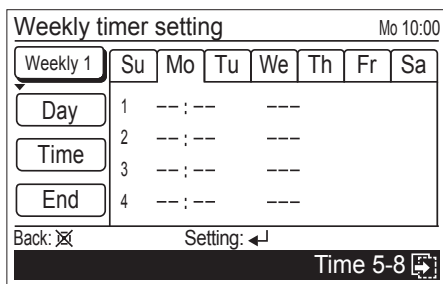 Weekly timer setting Mo 10:00
Weekly 1 Su Mo Tu We Th Fr Sa
Day 1 --:-- ---
Time 2 --:-- ---
3 --:-- ---
End 4 --:-- ---
Back: Setting:
Time 5-8